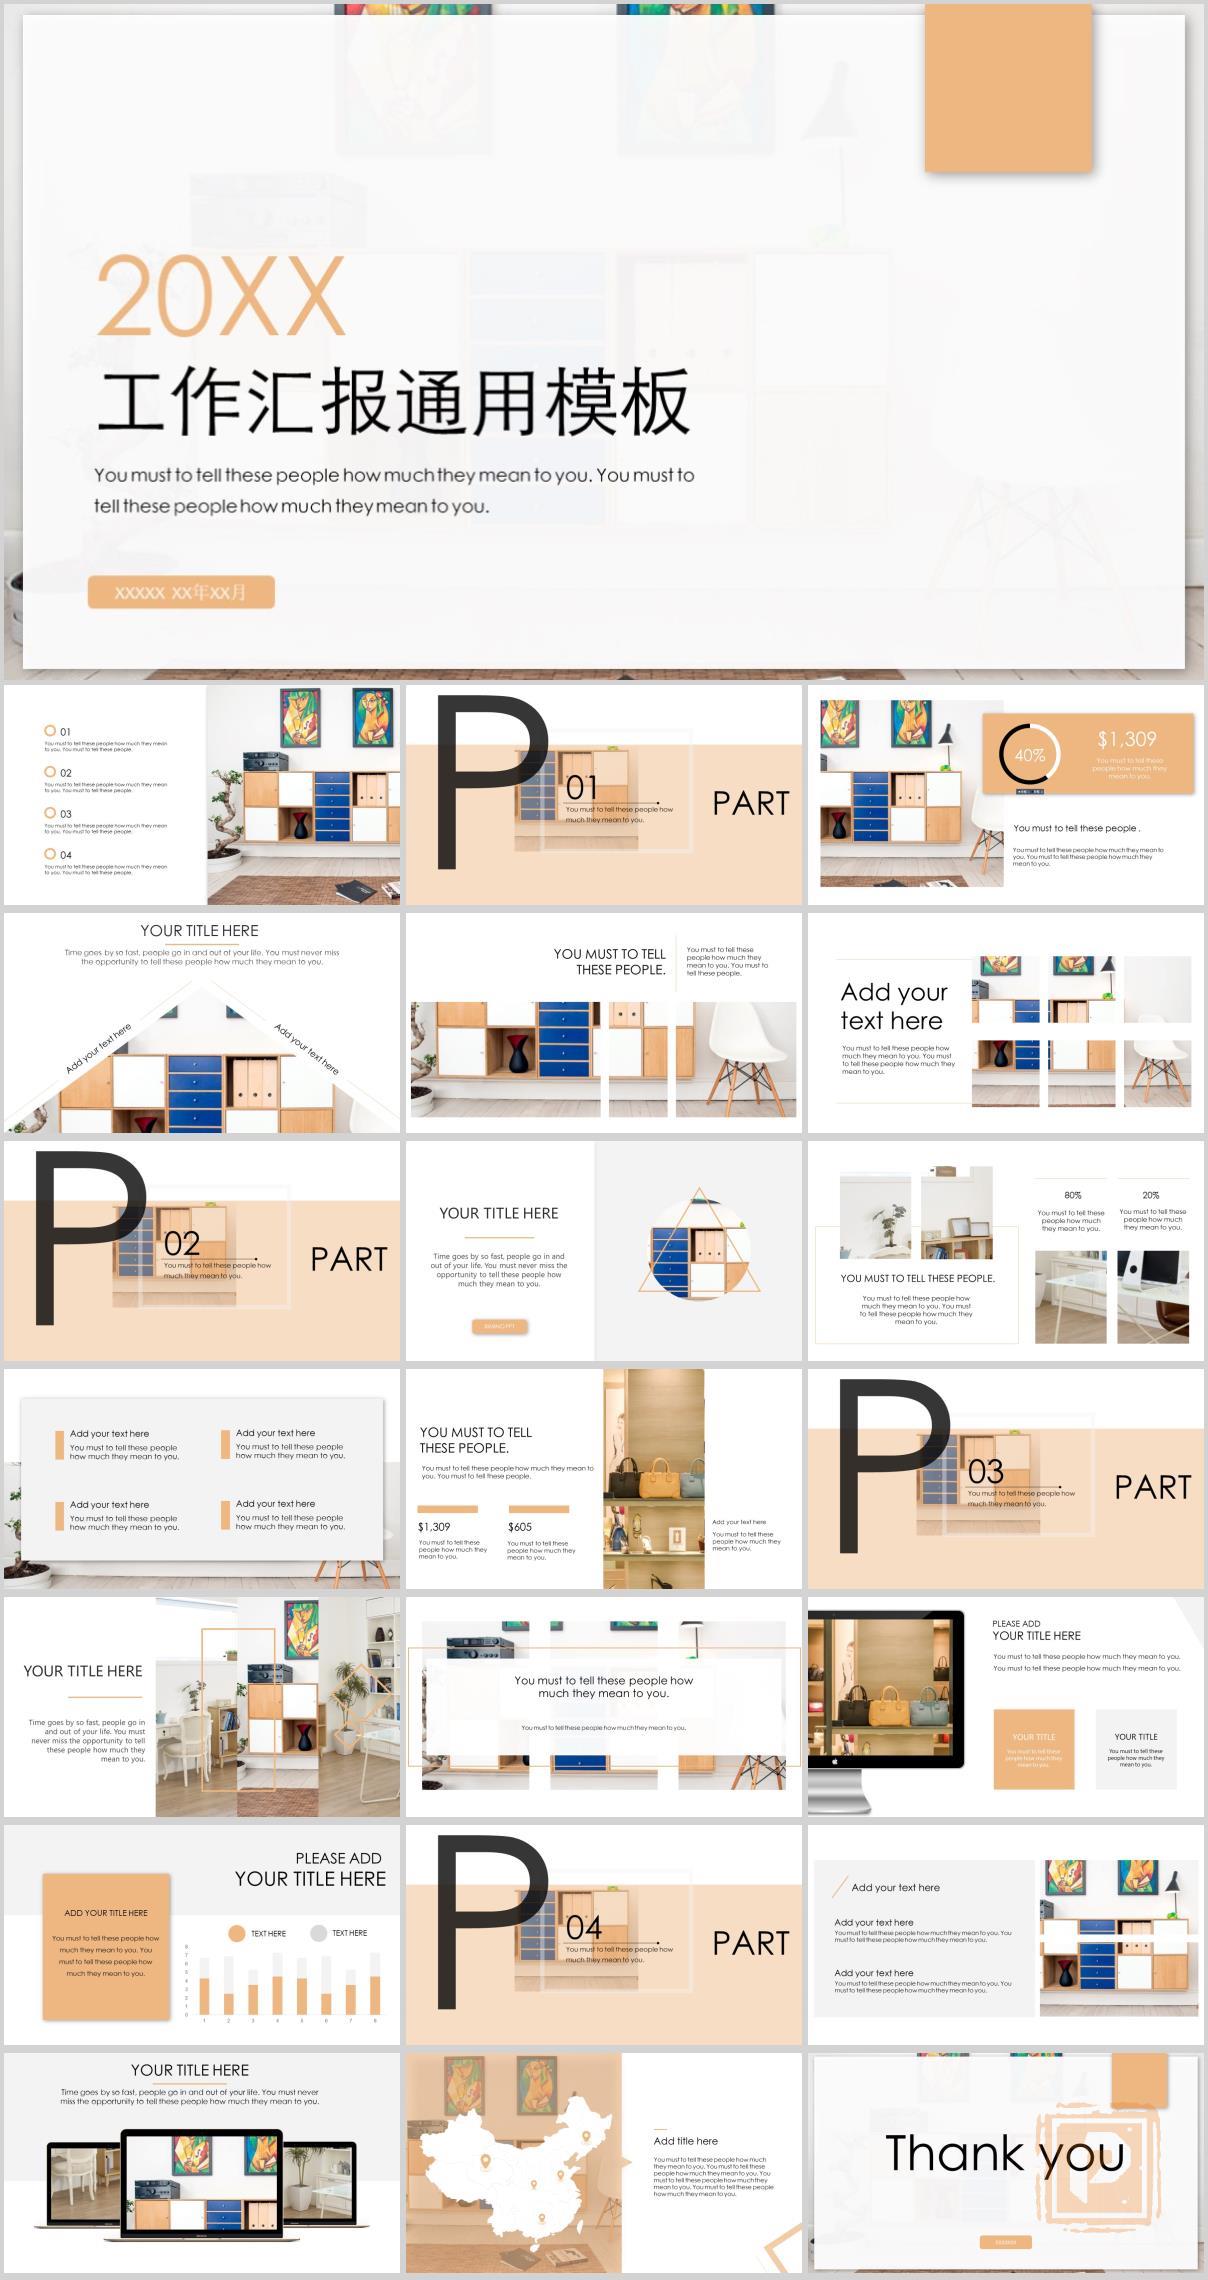 20XX
工作汇报通用模板
You must to tell these people how much they mean to you. You must to
tell these people how much they mean to you.
XXXXX XX年XX月
01
You must to tell these people how much they mean
to you. You must to tell these people.
02
You must to tell these people how much they mean
to you. You must to tell these people.
03
You must to tell these people how much they mean
to you. You must to tell these people.
04
You must to tell these people how much they mean
to you. You must to tell these people.
P
01
You must to tell these people how
much they mean to you.
PART
40%
$1,309
You must to tell these
people how much they
mean to you.
You must to tell these people .
You must to tell these people how much they mean to
you. You must to tell these people how much they
mean to you.
YOUR TITLE HERE
Time goes by so fast, people go in and out of your life. You must never miss
the opportunity to tell these people how much they mean to you.
Add your text here
Add your text here
YOU MUST TO TELL
THESE PEOPLE.
You must to tell these
people how much they
mean to you. You must to
tell these people.
Add your
text here
You must to tell these people how
much they mean to you. You must
to tell these people how much they
mean to you.
P
02
You must to tell these people how
much they mean to you.
PART
YOUR TITLE HERE
Time goes by so fast, people go in and
out of your life. You must never miss the
opportunity to tell these people how
much they mean to you.
YOU MUST TO TELL THESE PEOPLE.
You must to tell these people how
much they mean to you. You must
to tell these people how much they
mean to you.
80%
You must to tell these
people how much
they mean to you.
20%
You must to tell these
people how much
they mean to you.
Add your text here
You must to tell these people
how much they mean to you.
Add your text here
You must to tell these people
how much they mean to you.
Add your text here
You must to tell these people
how much they mean to you.
Add your text here
You must to tell these people
how much they mean to you.
YOU MUST TO TELL
THESE PEOPLE.
You must to tell these people how much they mean to
you. You must to tell these people.
$1,309
You must to tell these
people how much they
mean to you.
$605
You must to tell these
people how much they
mean to you.
Add your text here
You must to tell these
people how much they
mean to you.
P
03
You must to tell these people how
much they mean to you.
PART
YOUR TITLE HERE
Time goes by so fast, people go in
and out of your life. You must
never miss the opportunity to tell
these people how much they
mean to you.
You must to tell these people how
much they mean to you.
You must to tell these people how much they mean to you.
PLEASE ADD
YOUR TITLE HERE
You must to tell these people how much they mean to you.
You must to tell these people how much they mean to you.
YOUR TITLE
You must to tell these
people how much they
mean to you.
YOUR TITLE
You must to tell these
people how much they
mean to you.
PLEASE ADD
YOUR TITLE HERE
ADD YOUR TITLE HERE
You must to tell these people how
much they mean to you. You
must to tell these people how
much they mean to you.
TEXT HERE
TEXT HERE
8
7
6
5
4
3
2
1
0
1 2 3 4 5 6 7 8
P
04
You must to tell these people how
much they mean to you.
PART
Add your text here
Add your text here
You must to tell these people how much they mean to you. You
must to tell these people how much they mean to you.
Add your text here
You must to tell these people how much they mean to you. You
must to tell these people how much they mean to you.
YOUR TITLE HERE
Time goes by so fast, people go in and out of your life. You must never
miss the opportunity to tell these people how much they mean to you.
Add title here
You must to tell these people how much
they mean to you. You must to tell these
people how much they mean to you. You
must to tell these people how much they
mean to you. You must to tell these people
how much they mean to you.
Thank you